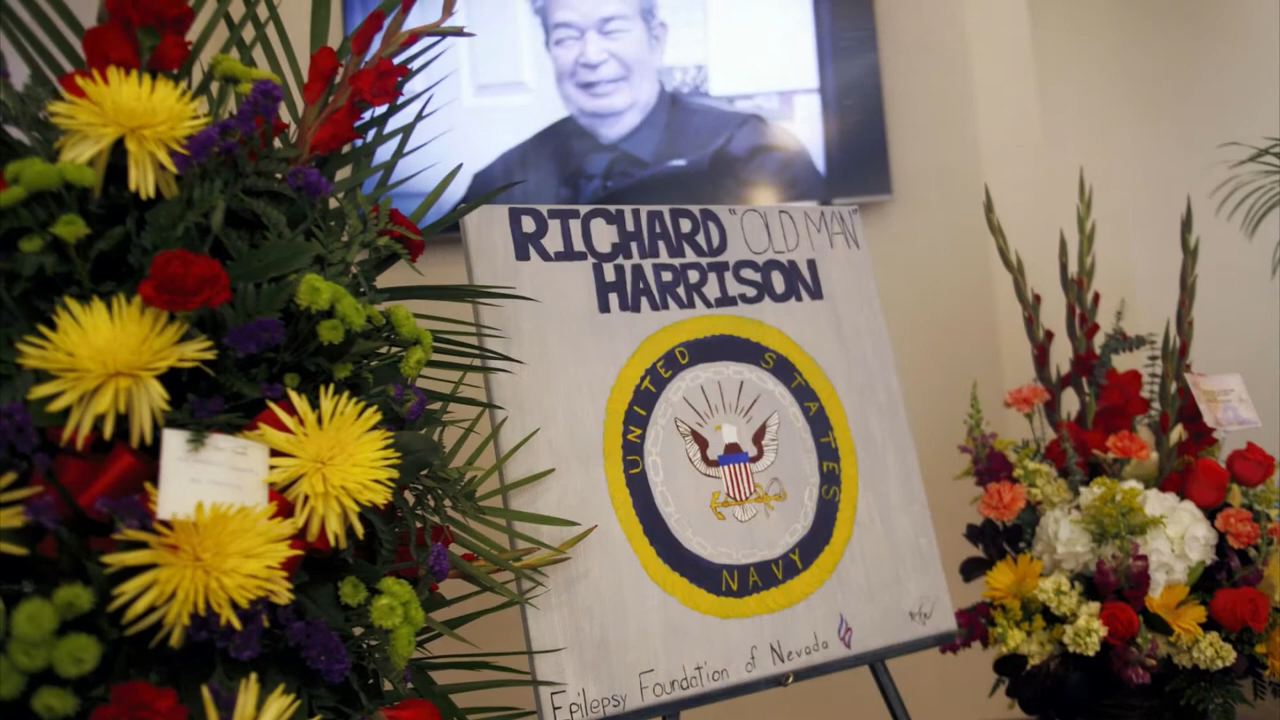 RICHARD "OLD MAN"
HARRISON
UNITED STATES
NAVY
Epilepsy Foundation of Nevada